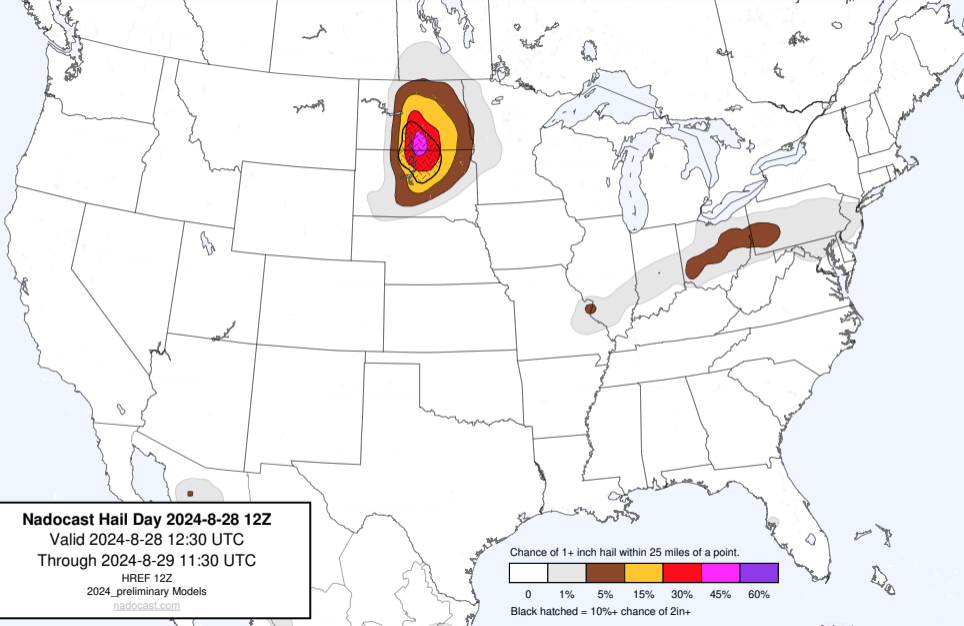 Nadocast Hail Day 2024-8-28 12Z
Valid 2024-8-28 12:30 UTC
Through 2024-8-29 11:30 UTC
HREF 12Z
2024_preliminary Models
nadocast.com
Chance of 1+ inch hail within 25 miles of a point.
0 1% 5% 15% 30% 45% 60%
Black hatched = 10%+ chance of 2in+